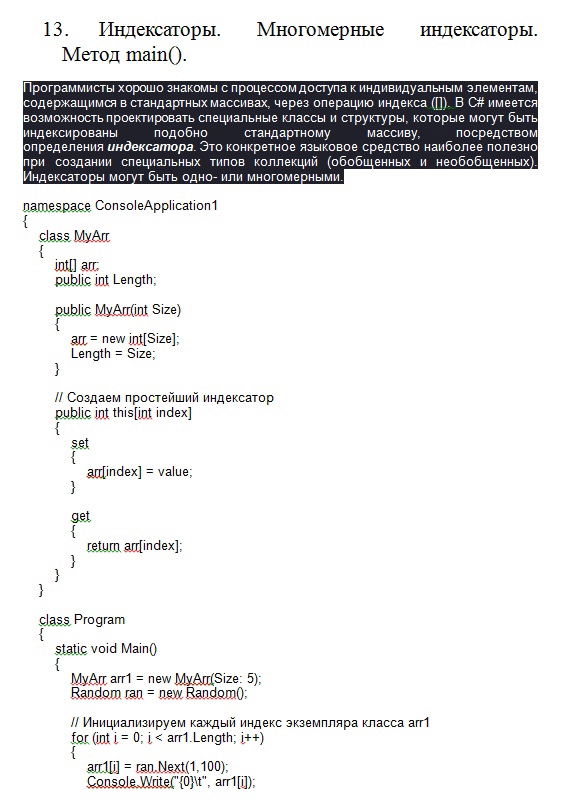 13. Индексаторы. Многомерные индексаторы.
Метод main().
Программисты хорошо знакомы с процессом доступа к индивидуальным элементам,
содержащимся в стандартных массивах, через операцию индекса ([]). В C# имеется
возможность проектировать специальные классы и структуры, которые могут быть
индексированы подобно стандартному массиву, посредством
определения индексатора. Это конкретное языковое средство наиболее полезно
при создании специальных типов коллекций (обобщенных и необобщенных).
Индексаторы могут быть одно- или многомерными.
namespace ConsoleApplication1
{
class MyArr
{
int[] arr;
public int Length;
public MyArr(int Size)
{
arr = new int[Size];
Length = Size;
}
// Создаем простейший индексатор
public int this[int index]
{
set
{
arr[index] = value;
}
get
{
return arr[index];
}
}
}
class Program
{
static void Main()
{
MyArr arr1 = new MyArr(Size: 5);
Random ran = new Random();
// Инициализируем каждый индекс экземпляра класса arr1
for (int i = 0; i < arr1.Length; i++)
{
arr1[i] = ran.Next(1,100);
Console.Write("{0}\t", arr1[i]);